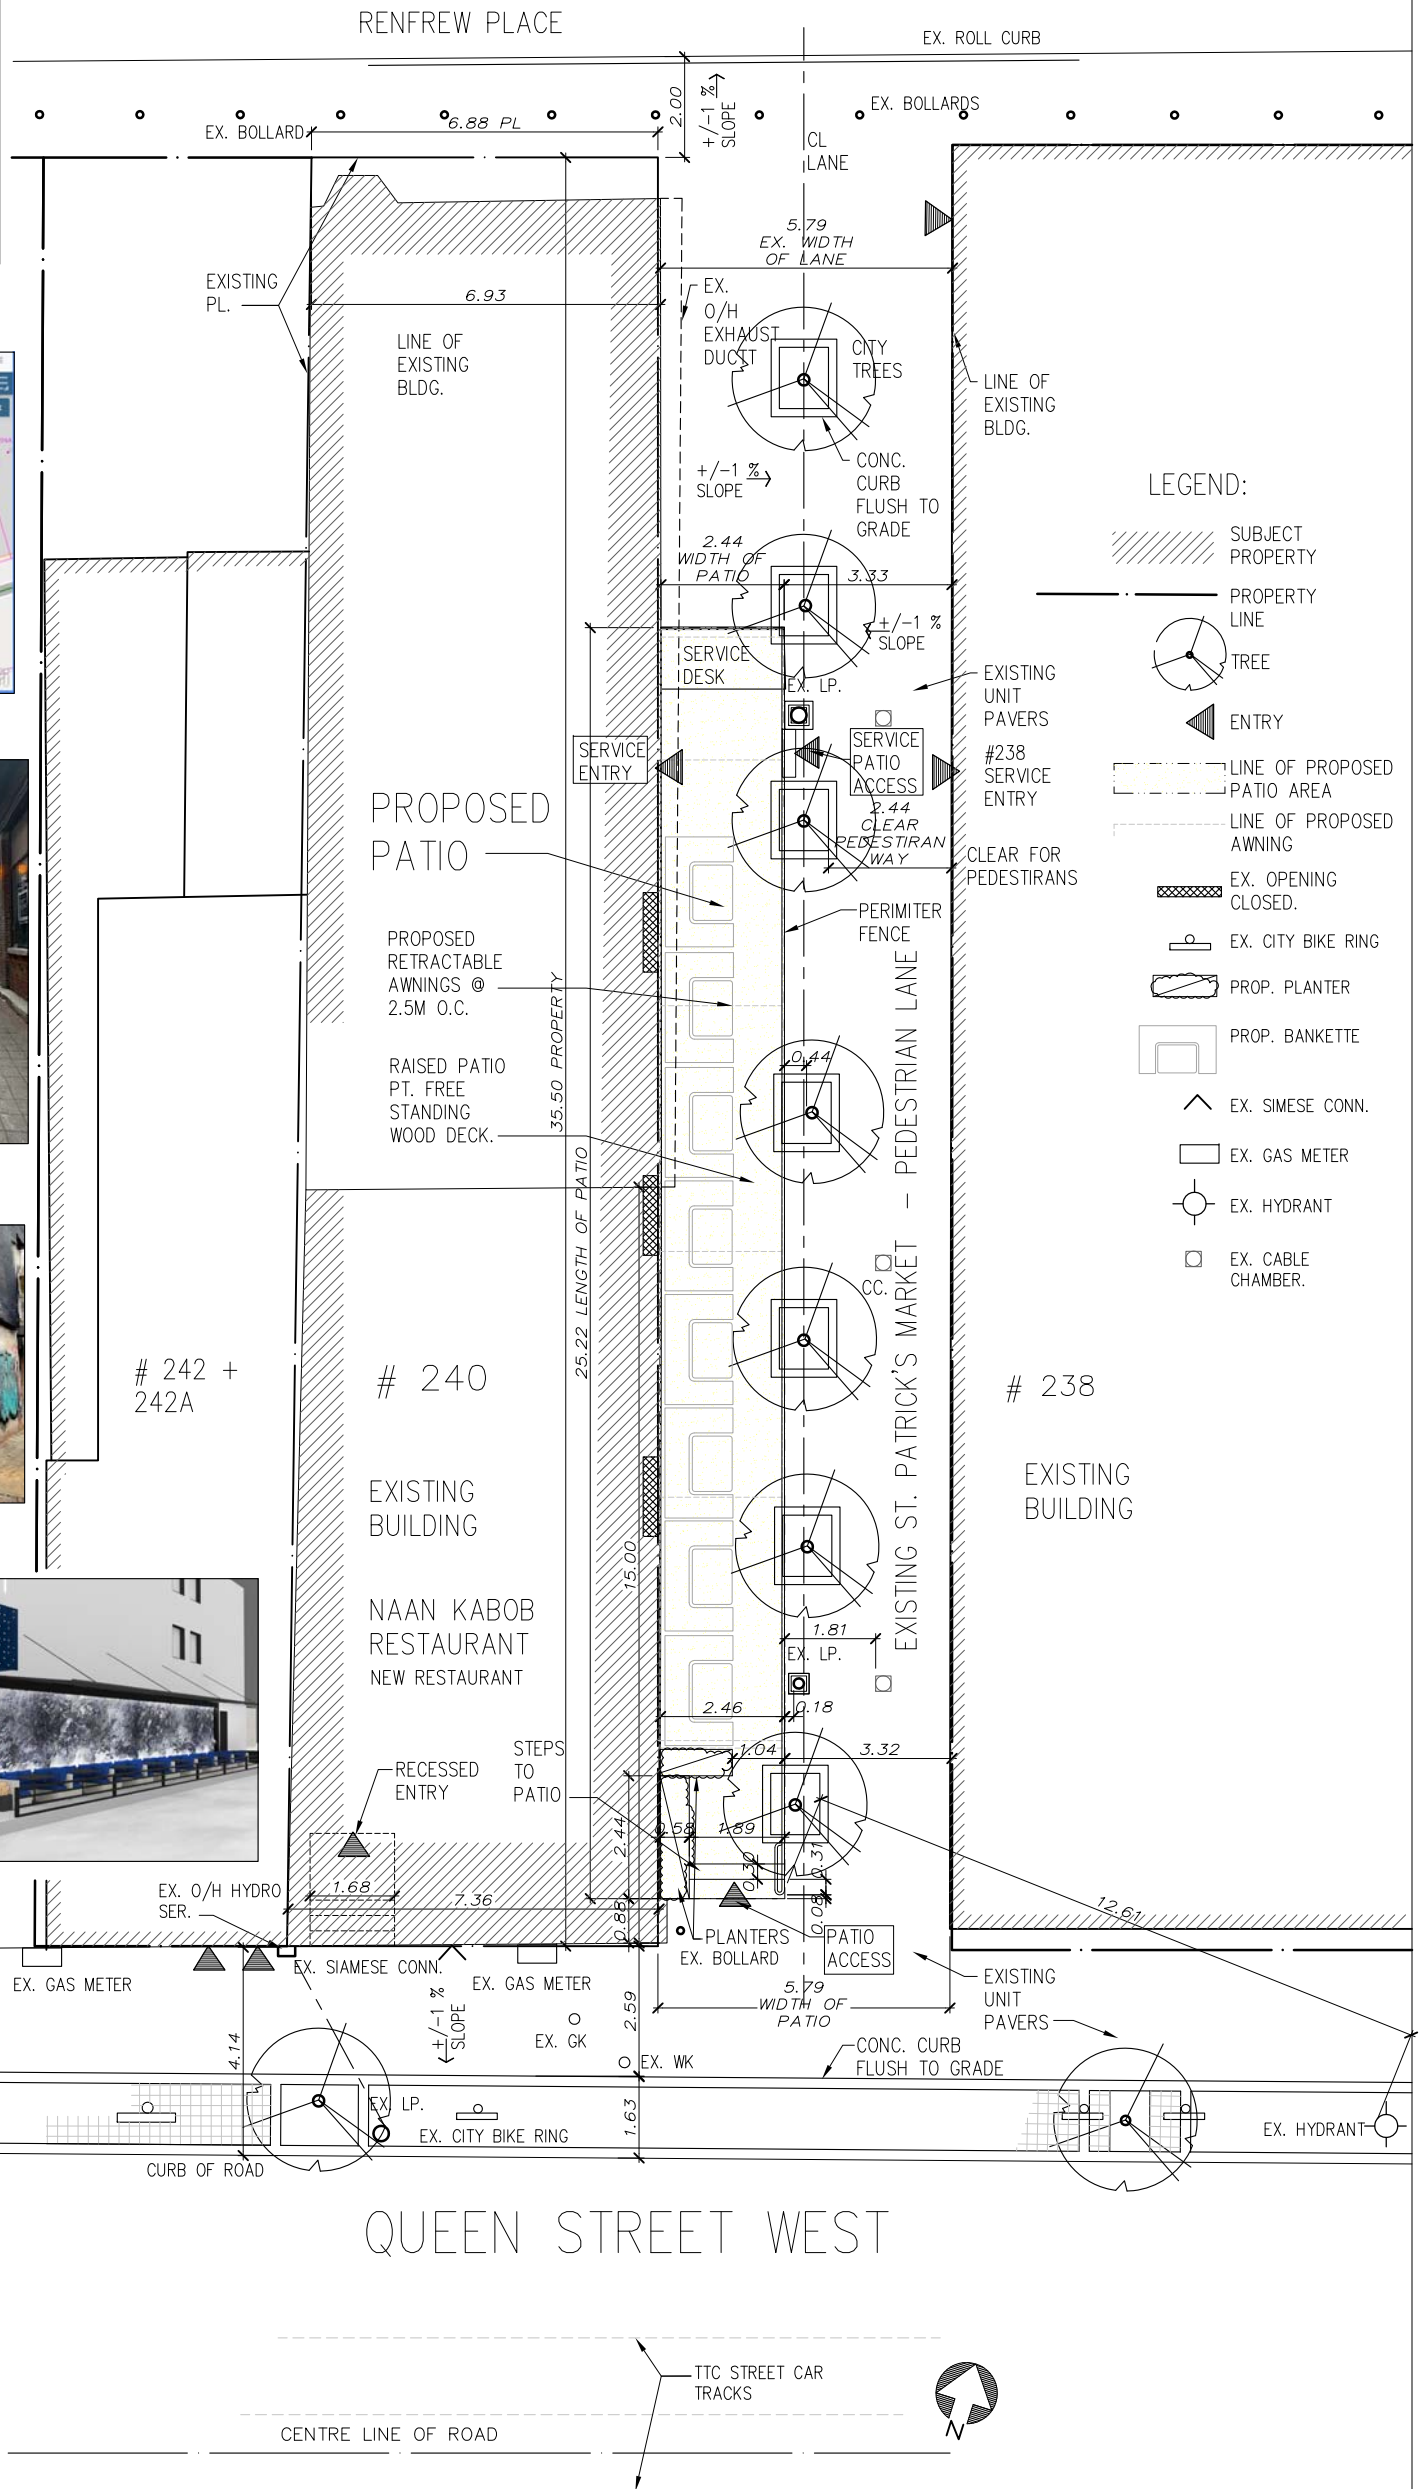 RENFREW PLACE
EX. ROLL CURB
EX. BOLLARDS
EX. BOLLARD
6.88 PL
2.00
+/-1 %
SLOPE
CL
LANE
5.79
EX. WIDTH
OF LANE
EXISTING
PL.
6.93
EX.
O/H
EXHAUST
DUCTT
LINE OF
EXISTING
BLDG.
CITY
TREES
LINE OF
EXISTING
BLDG.
CONC.
CURB
FLUSH TO
GRADE
+/-1 %
SLOPE
2.44
WIDTH OF
PATIO
3.33
+/-1 %
SLOPE
SERVICE
DESK
EX. LP.
EXISTING
UNIT
PAVERS
SERVICE
ENTRY
SERVICE
PATIO
ACCESS
#238
SERVICE
ENTRY
2.44
CLEAR
PEDESTIRAN
WAY
CLEAR FOR
PEDESTIRANS
PROPOSED
PATIO
PERIMITER
FENCE
PROPOSED
RETRACTABLE
AWNINGS @
2.5M O.C.
35.50 PROPERTY
RAISED PATIO
PT. FREE
STANDING
WOOD DECK.
0.44
25.22 LENGTH OF PATIO
EXISTING ST. PATRICK'S MARKET - PEDESTRIAN LANE
CC.
# 242 +
242A
# 240
# 238
EXISTING
BUILDING
EXISTING
BUILDING
15.00
NAAN KABOB
RESTAURANT
NEW RESTAURANT
1.81
EX. LP.
2.46
0.18
RECESSED
ENTRY
STEPS
TO
PATIO
1.04
3.32
2.44
0.58
1.89
0.30
0.31
0.08
0.88
12.61
EX. O/H HYDRO
SER.
1.68
7.36
PLANTERS
EX. BOLLARD
PATIO
ACCESS
EX. GAS METER
EX. SIAMESE CONN.
EX. GAS METER
+/-1 %
SLOPE
5.79
WIDTH OF
PATIO
EXISTING
UNIT
PAVERS
2.59
EX. GK
EX. WK
4.14
CONC. CURB
FLUSH TO GRADE
EX. LP.
EX. CITY BIKE RING
1.63
EX. HYDRANT
CURB OF ROAD
QUEEN STREET WEST
TTC STREET CAR
TRACKS
N
CENTRE LINE OF ROAD
LEGEND:
SUBJECT
PROPERTY
PROPERTY
LINE
TREE
ENTRY
LINE OF PROPOSED
PATIO AREA
LINE OF PROPOSED
AWNING
EX. OPENING
CLOSED.
EX. CITY BIKE RING
PROP. PLANTER
PROP. BANKETTE
EX. SIMESE CONN.
EX. GAS METER
EX. HYDRANT
EX. CABLE
CHAMBER.